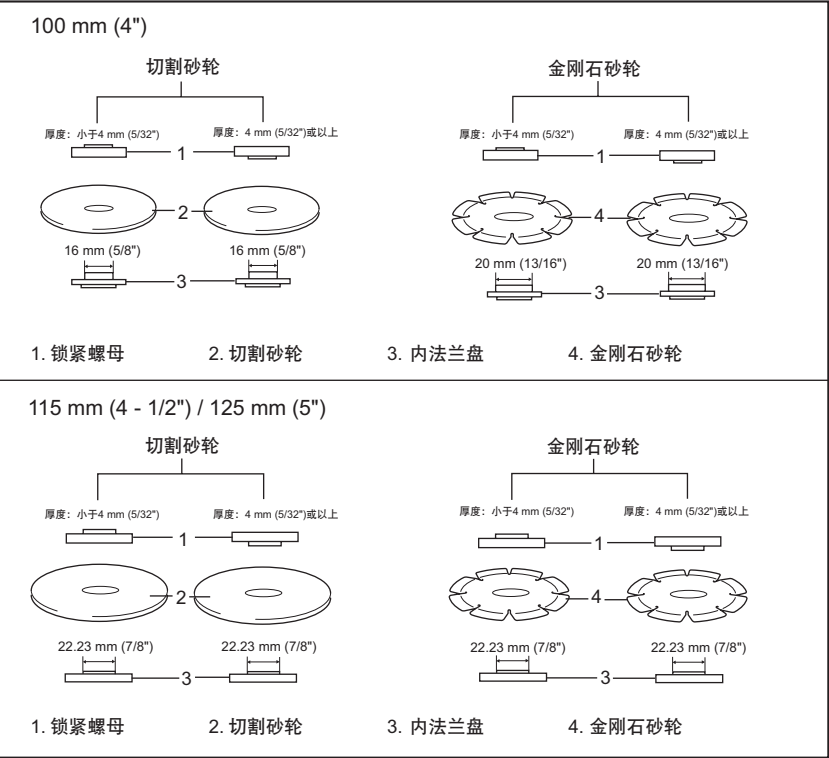 100 mm (4")
切割砂轮 金刚石砂轮
厚度：小于4 mm (5/32") 厚度：4 mm (5/32")或以上 厚度：小于4 mm (5/32") 厚度：4 mm (5/32")或以上
1 1
2 4
16 mm (5/8") 16 mm (5/8") 20 mm (13/16") 20 mm (13/16")
3 3
1. 锁紧螺母 2. 切割砂轮 3. 内法兰盘 4. 金刚石砂轮
115 mm (4 - 1/2") / 125 mm (5")
切割砂轮 金刚石砂轮
厚度：小于4 mm (5/32") 厚度：4 mm (5/32")或以上 厚度：小于4 mm (5/32") 厚度：4 mm (5/32")或以上
1 1
2 4
22.23 mm (7/8") 22.23 mm (7/8") 22.23 mm (7/8") 22.23 mm (7/8")
3 3
1. 锁紧螺母 2. 切割砂轮 3. 内法兰盘 4. 金刚石砂轮